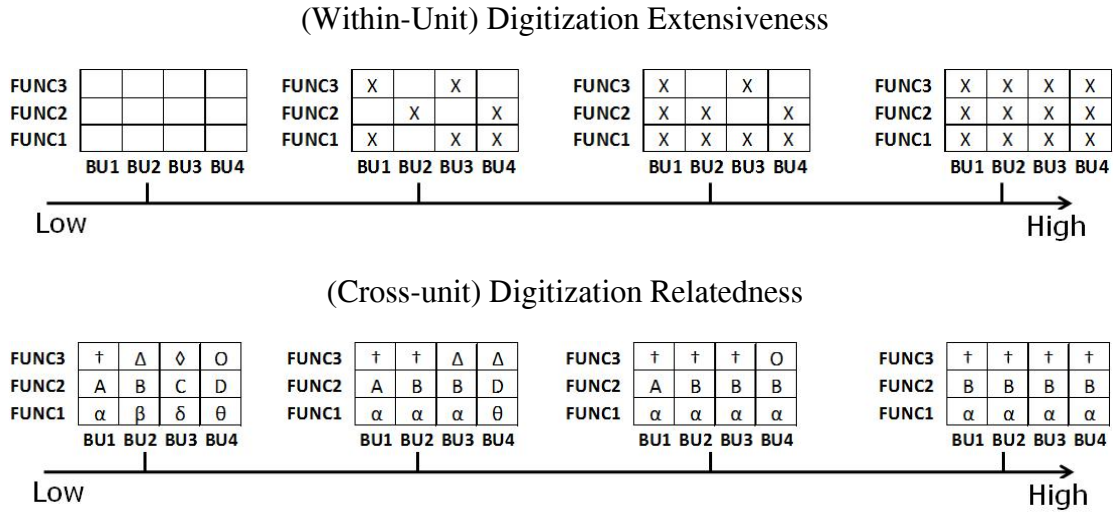 (Within-Unit) Digitization Extensiveness
FUNC3 FUNC3 X X FUNC3 X X FUNC3 X X X X
FUNC2 FUNC2 X X FUNC2 X X X FUNC2 X X X X
FUNC1 FUNC1 X X X FUNC1 X X X X FUNC1 X X X X
BU1 BU2 BU3 BU4 BU1 BU2 BU3 BU4 BU1 BU2 BU3 BU4 BU1 BU2 BU3 BU4
Low High
(Cross-unit) Digitization Relatedness
FUNC3 † Δ ◊ O FUNC3 † † Δ Δ FUNC3 † † † O FUNC3 † † † †
FUNC2 A B C D FUNC2 A B B D FUNC2 A B B B FUNC2 B B B B
FUNC1 α β δ θ FUNC1 α α α θ FUNC1 α α α α FUNC1 α α α α
BU1 BU2 BU3 BU4 BU1 BU2 BU3 BU4 BU1 BU2 BU3 BU4 BU1 BU2 BU3 BU4
Low High